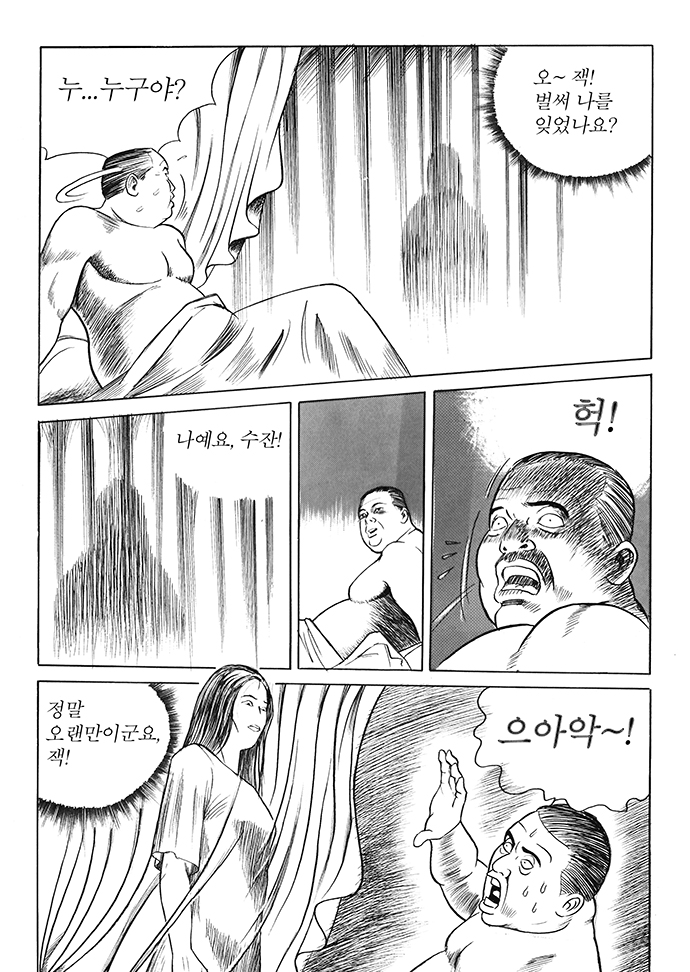 누...누구야?
오~ 잭!
벌써 나를
잊었나요?
나예요, 수잔!
헉!
정말
오랜만이군요,
잭!
으아악~!